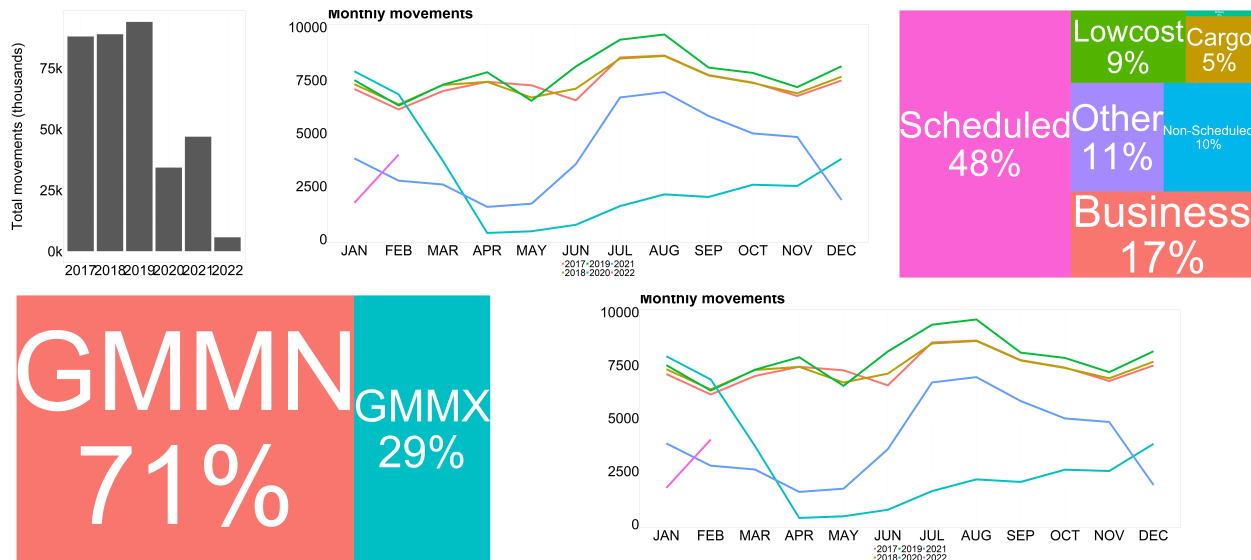 Total movements (thousands)
75k
50k
25k
0k
2017 2018 2019 2020 2021 2022
Monthly movements
10000
7500
5000
2500
0
JAN FEB MAR APR MAY JUN JUL AUG SEP OCT NOV DEC
2017 2019 2021
2018 2020 2022
Scheduled
48%
Lowcost
9%
Cargo
5%
Other
11%
Non-Scheduled
10%
Business
17%
GMMN
71%
GMMX
29%
Monthly movements
10000
7500
5000
2500
0
JAN FEB MAR APR MAY JUN JUL AUG SEP OCT NOV DEC
2017 2019 2021
2018 2020 2022